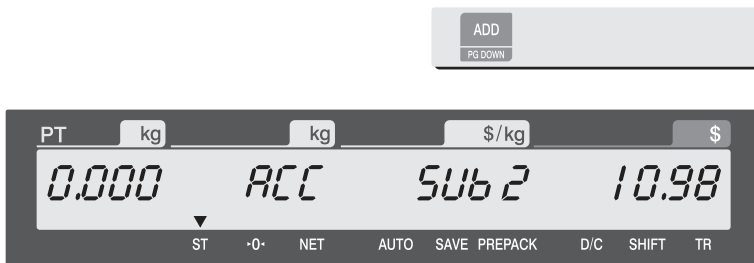 ADD
PG DOWN
PT kg kg $/kg $
0.000 ACC SUb 2 10.98
ST ▸0◂ NET AUTO SAVE PREPACK D/C SHIFT TR